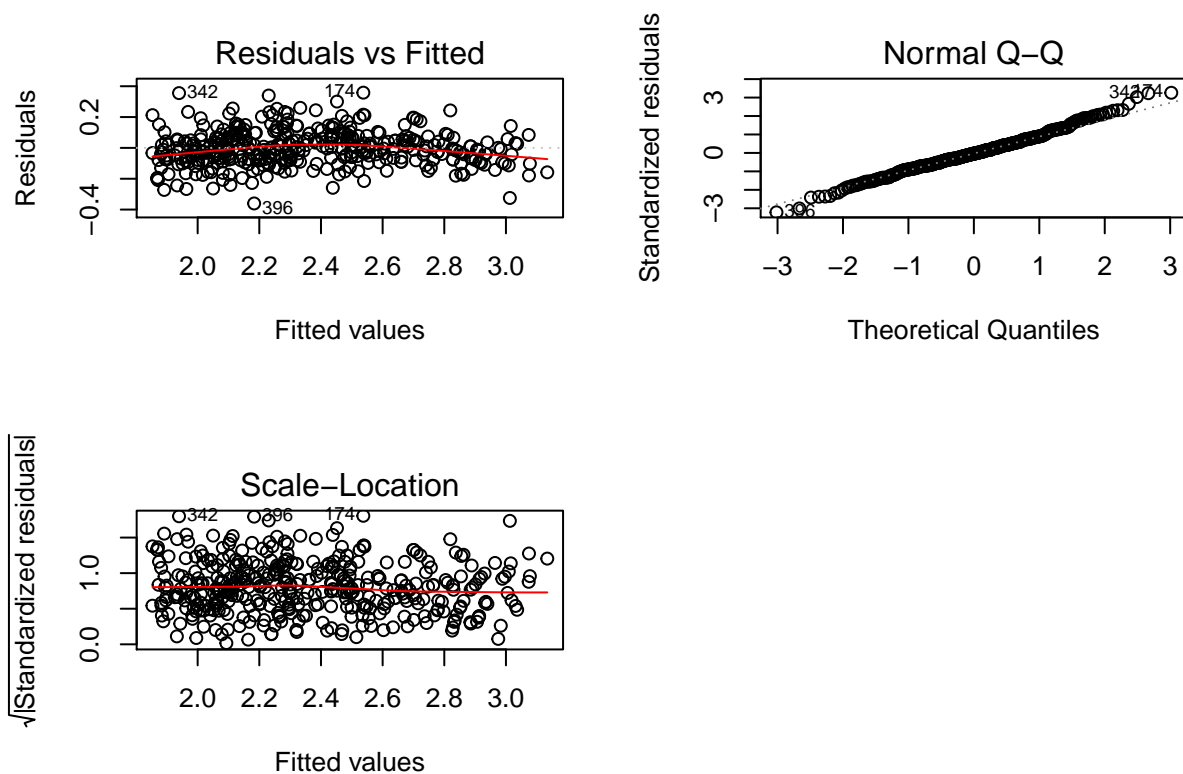 Residuals vs Fitted
Residuals
0.2
−0.4
342
174
396
2.0 2.2 2.4 2.6 2.8 3.0
Fitted values
Normal Q−Q
Standardized residuals
3
0
−3
342
174
396
−3 −2 −1 0 1 2 3
Theoretical Quantiles
Scale−Location
√|Standardized residuals|
1.0
0.0
342
396
174
2.0 2.2 2.4 2.6 2.8 3.0
Fitted values